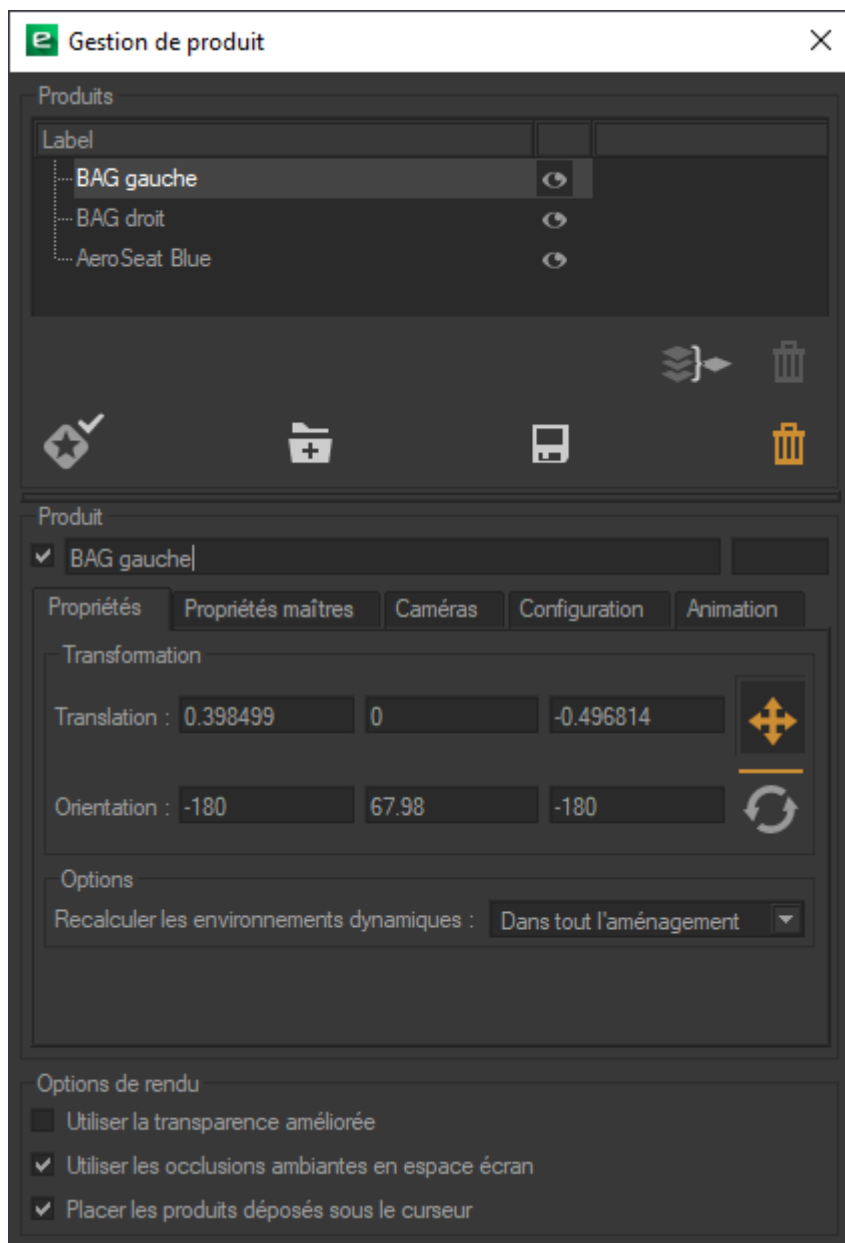 Gestion de produit
Produits
Label
BAG gauche
BAG droit
AeroSeat Blue
Produit
BAG gauche
Propriétés Propriétés maîtres Caméras Configuration Animation
Transformation
Translation : 0.398499 0 -0.496814
Orientation : -180 67.98 -180
Options
Recalculer les environnements dynamiques : Dans tout l'aménagement
Options de rendu
Utiliser la transparence améliorée
Utiliser les occlusions ambiantes en espace écran
Placer les produits déposés sous le curseur